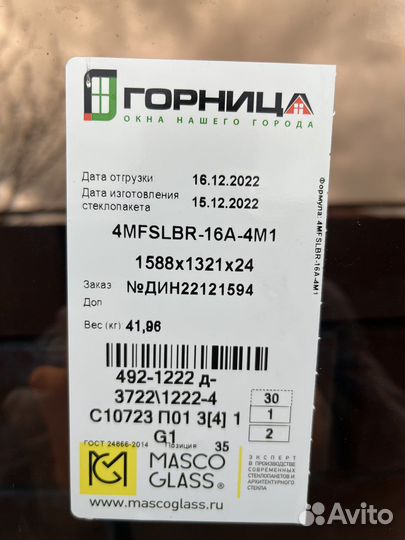 ГОРНИЦА
ОКНА НАШЕГО ГОРОДА
Дата отгрузки 16.12.2022
Дата изготовления
стеклопакета 15.12.2022
4MFSLBR-16A-4M1
1588x1321x24
Заказ №ДИН22121594
Доп
Вес (кг) 41,96
Формула: 4MFSLBR-16A-4M1
492-1222 д-
3722\1222-4
С10723 П01 3[4] 1
G1
30
1
2
ГОСТ 24866-2014 Позиция: 35
MASCO
GLASS®
ЭКСПЕРТ
В ПРОИЗВОДСТВЕ
СОВРЕМЕННЫХ
СТЕКЛОПАКЕТОВ И
АРХИТЕКТУРНОГО
СТЕКЛА
www.mascoglass.ru
Avito